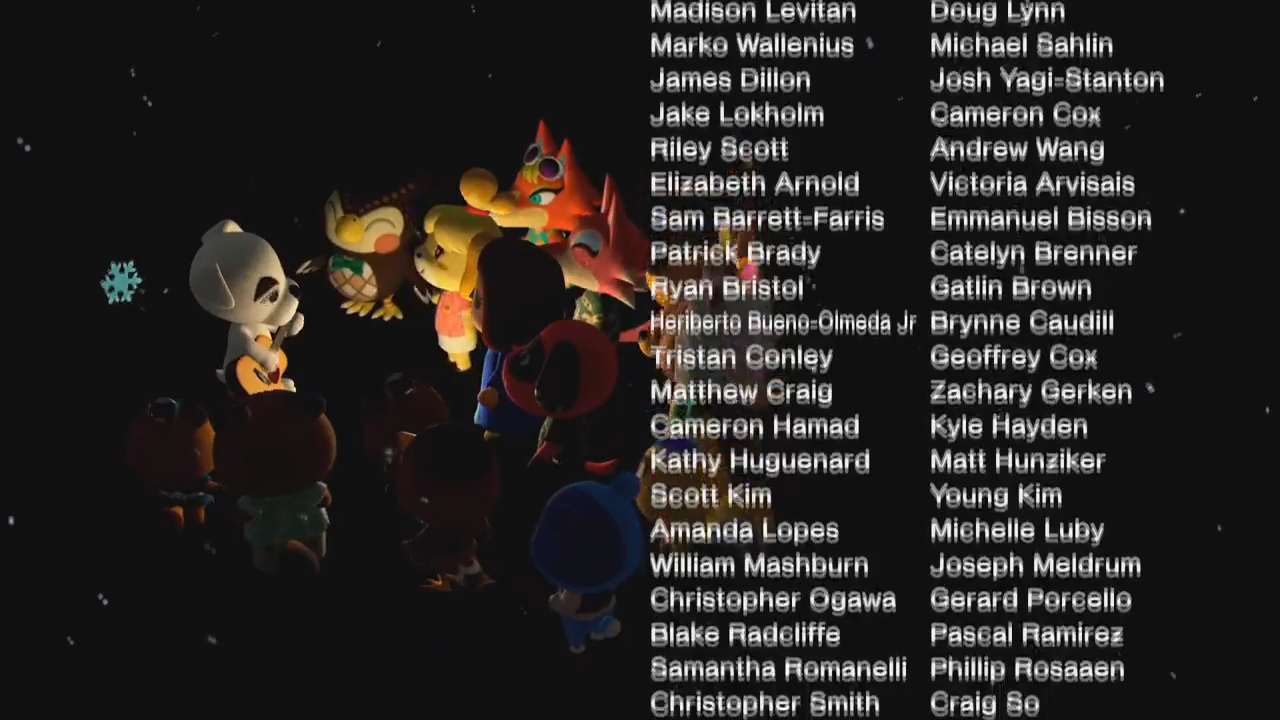 Madison Levitan Doug Lynn
Marko Wallenius Michael Sahlin
James Dillon Josh Yagi-Stanton
Jake Lokholm Cameron Cox
Riley Scott Andrew Wang
Elizabeth Arnold Victoria Arvisais
Sam Barrett-Farris Emmanuel Bisson
Patrick Brady Catelyn Brenner
Ryan Bristol Gatlin Brown
Heriberto Bueno-Olmeda Jr Brynne Caudill
Tristan Conley Geoffrey Cox
Matthew Craig Zachary Gerken
Cameron Hamad Kyle Hayden
Kathy Huguenard Matt Hunziker
Scott Kim Young Kim
Amanda Lopes Michelle Luby
William Mashburn Joseph Meldrum
Christopher Ogawa Gerard Porcello
Blake Radcliffe Pascal Ramirez
Samantha Romanelli Phillip Rosaaen
Christopher Smith Craig So